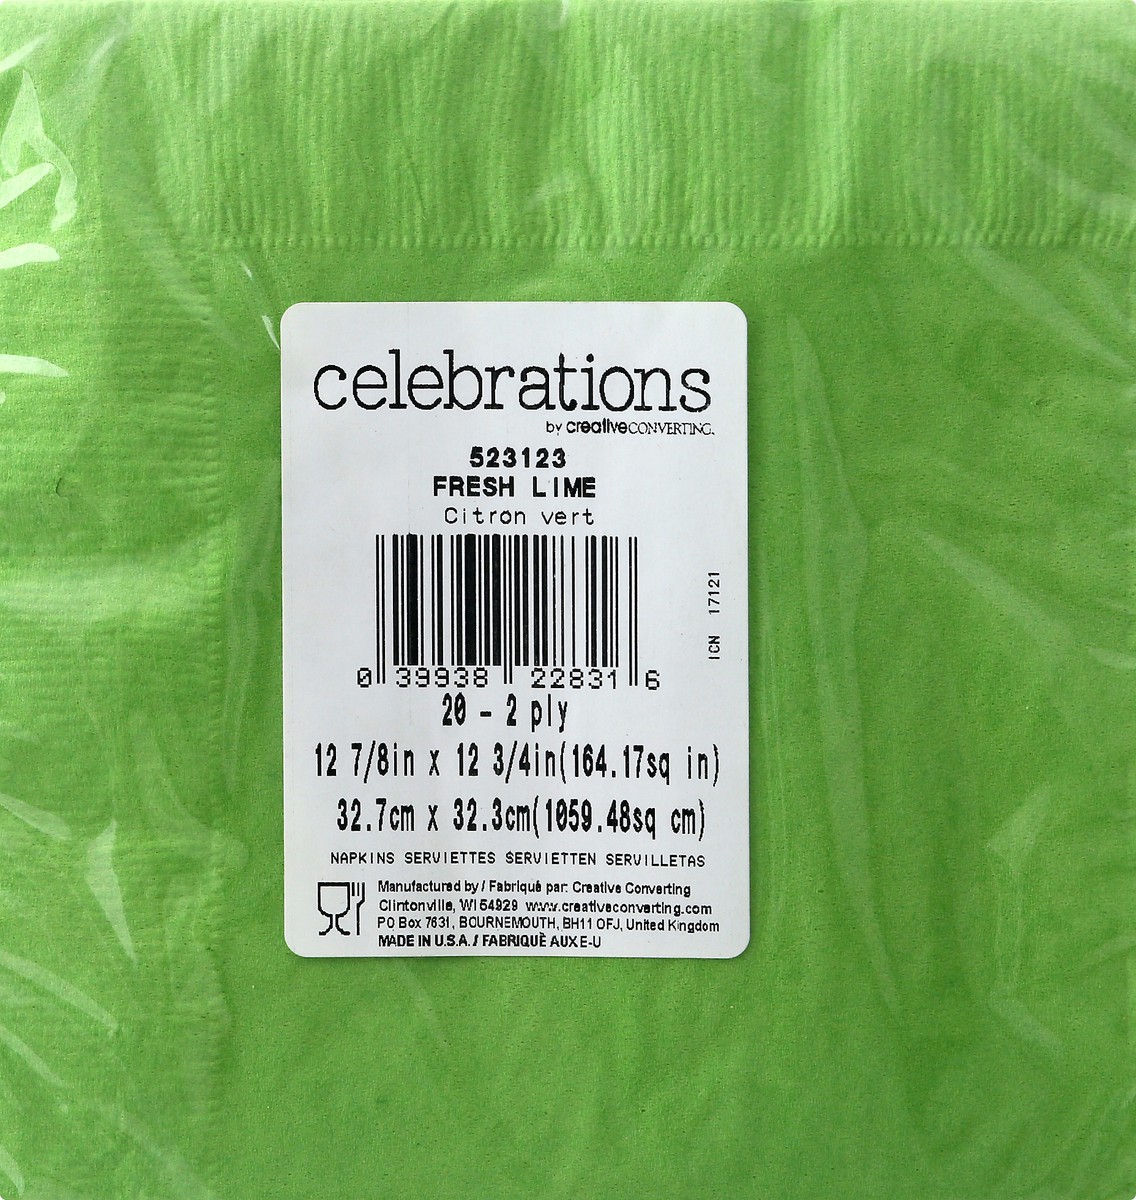 celebrations
by creativeCONVERTING.
523123
FRESH LIME
Citron vert
ICN 17121
0 39938 22831 6
20 - 2 ply
12 7/8in x 12 3/4in(164.17sq in)
32.7cm x 32.3cm(1059.48sq cm)
NAPKINS SERVIETTES SERVIETTEN SERVILLETAS
Manufactured by / Fabriqué par: Creative Converting
Clintonville, WI 54929 www.creativeconverting.com
PO Box 7631, BOURNEMOUTH, BH11 OFJ, United Kingdom
MADE IN U.S.A. / FABRIQUÈ AUX E-U